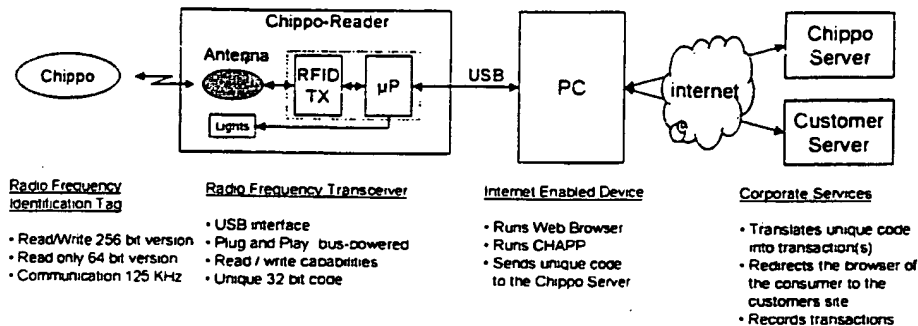 Chippo-Reader
Chippo
Antenna
RFID
TX
µP
Lights
USB
PC
internet
Chippo
Server
Customer
Server
Radio Frequency
Identification Tag
• Read/Write 256 bit version
• Read only 64 bit version
• Communication 125 KHz
Radio Frequency Transceiver
• USB interface
• Plug and Play bus-powered
• Read / write capabilities
• Unique 32 bit code
Internet Enabled Device
• Runs Web Browser
• Runs CHAPP
• Sends unique code
to the Chippo Server
Corporate Services
• Translates unique code
into transaction(s)
• Redirects the browser of
the consumer to the
customers site
• Records transactions